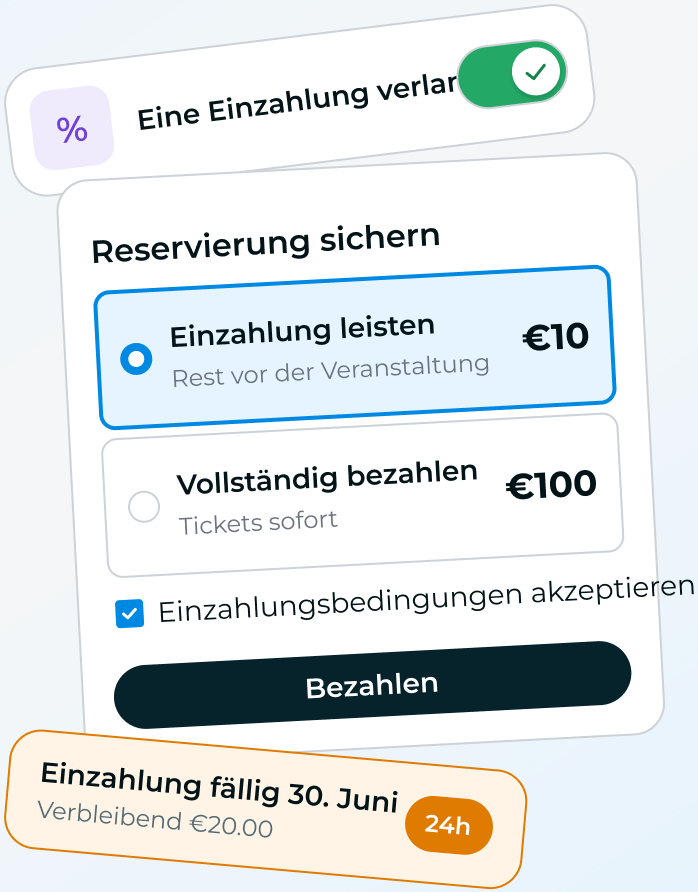 %
Eine Einzahlung
Reservierung sichern
Einzahlung leisten
€10
Rest vor der Veranstaltung
Vollständig bezahlen
€100
Tickets sofort
Einzahlungsbedingungen akzeptieren
Bezahlen
Einzahlung fällig 30. Juni
Verbleibend €20.00
24h